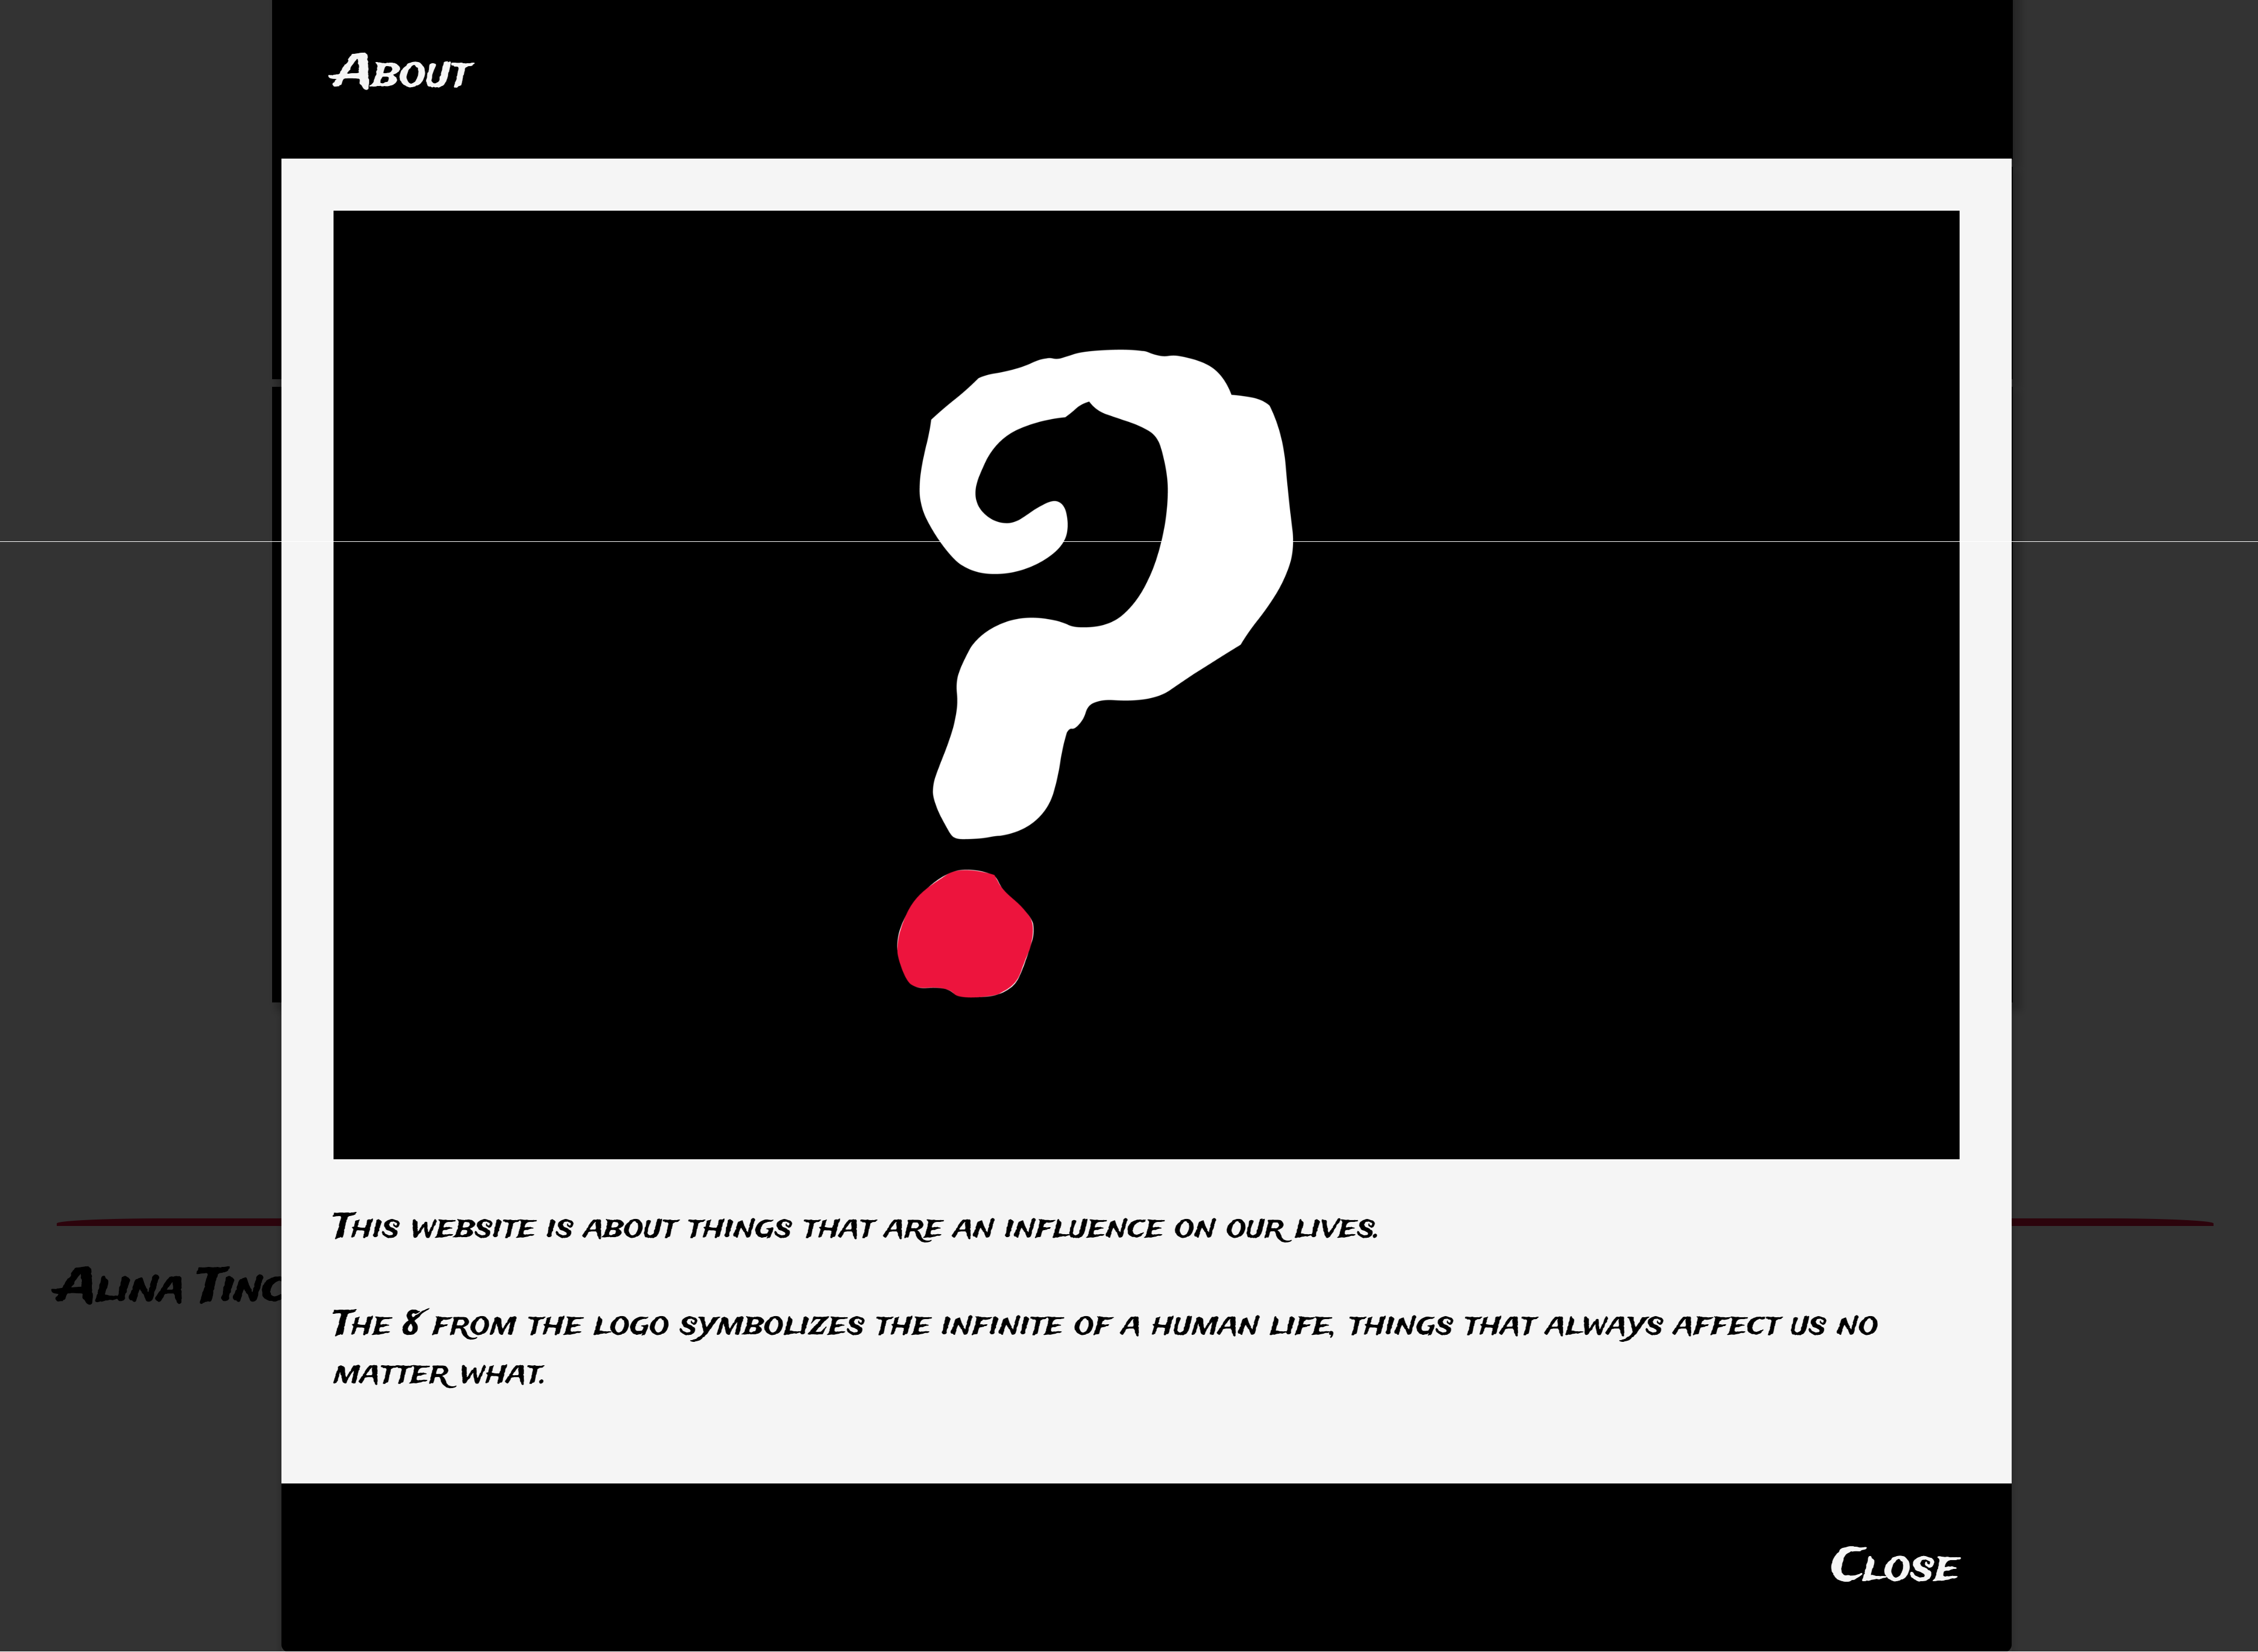 About
?
This website is about things that are an influence on our lives.
Alina
The 8 from the logo symbolizes the infinite of a human life, things that always affect us no
matter what.
Close